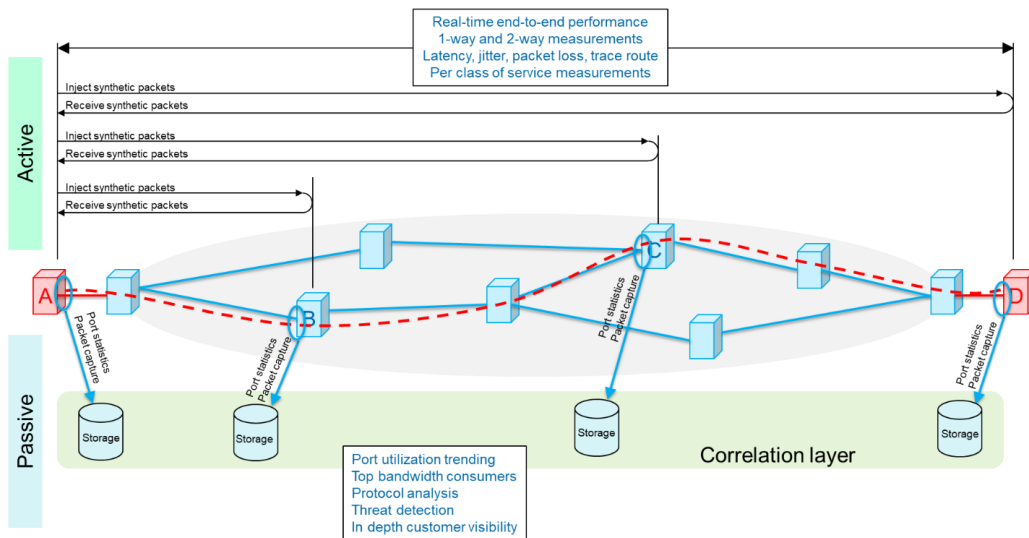 Real-time end-to-end performance
1-way and 2-way measurements
Latency, jitter, packet loss, trace route
Per class of service measurements
Active
Inject synthetic packets
Receive synthetic packets
Inject synthetic packets
Receive synthetic packets
Inject synthetic packets
Receive synthetic packets
A
B
C
D
Passive
Port statistics
Packet capture
Port statistics
Packet capture
Port statistics
Packet capture
Port statistics
Packet capture
Storage
Storage
Storage
Storage
Correlation layer
Port utilization trending
Top bandwidth consumers
Protocol analysis
Threat detection
In depth customer visibility